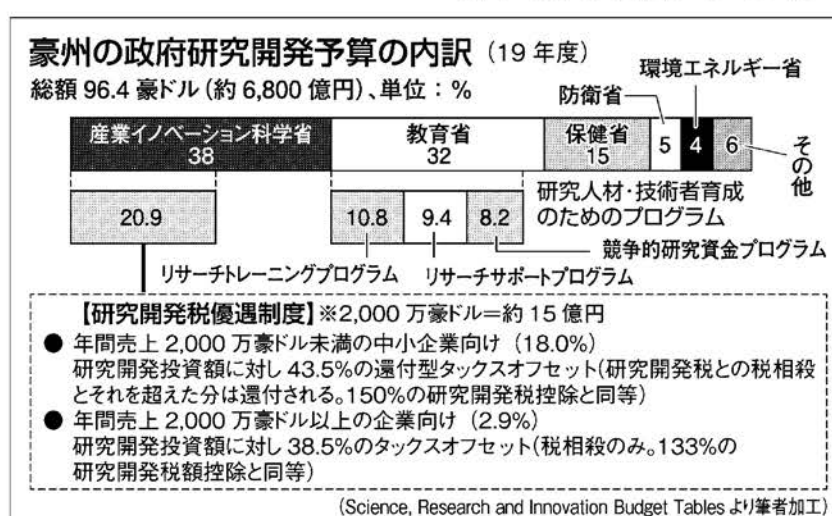 豪州の政府研究開発予算の内訳(19年度)
総額96.4豪ドル(約6,800億円)、単位:%
環境エネルギー省
防衛省
産業イノベーション科学省
38
教育省
32
保健省
15
5
4
6
その他
20.9
10.8
9.4
8.2
研究人材・技術者育成
のためのプログラム
競争的研究資金プログラム
リサーチトレーニングプログラム
リサーチサポートプログラム
【研究開発税優遇制度】※2,000万豪ドル=約15億円
● 年間売上2,000万豪ドル未満の中小企業向け(18.0%)
研究開発投資額に対し43.5%の還付型タックスオフセット(研究開発税との税相殺
とそれを超えた分は還付される。150%の研究開発税控除と同等)
● 年間売上2,000万豪ドル以上の企業向け(2.9%)
研究開発投資額に対し38.5%のタックスオフセット(税相殺のみ。133%の
研究開発税額控除と同等)
(Science, Research and Innovation Budget Tablesより筆者加工)